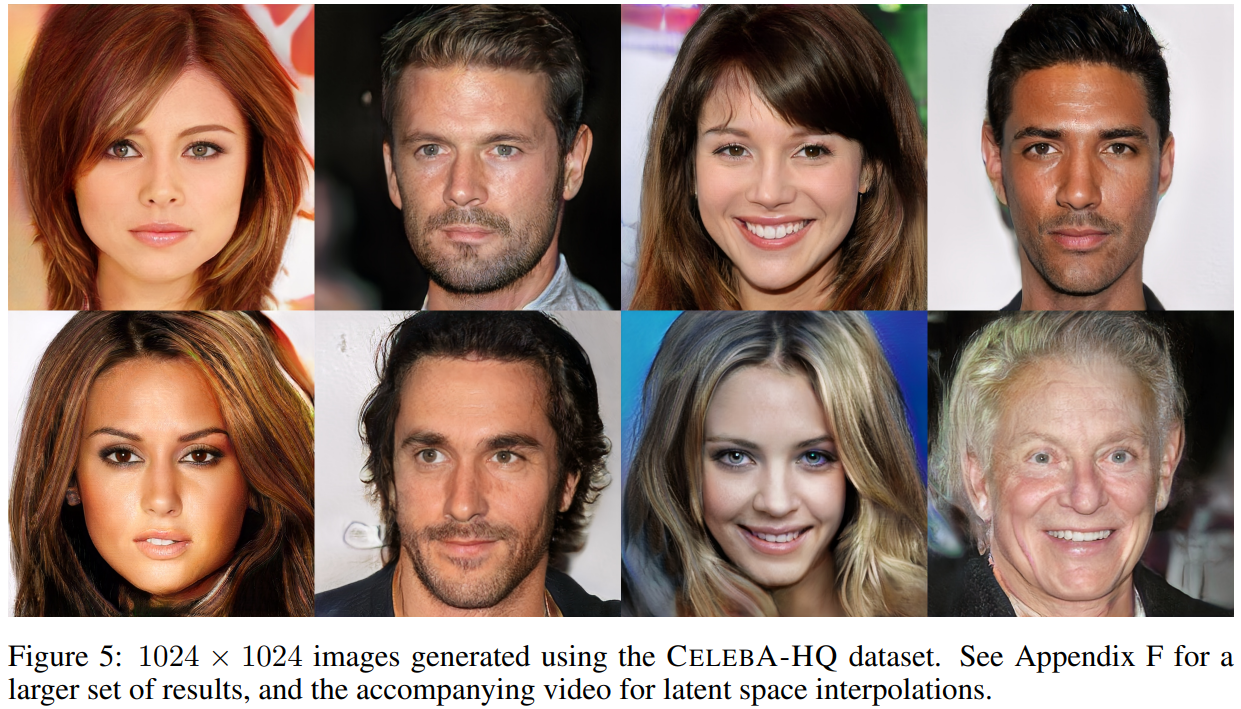 Figure 5: 1024 × 1024 images generated using the CELEBA-HQ dataset. See Appendix F for a
larger set of results, and the accompanying video for latent space interpolations.